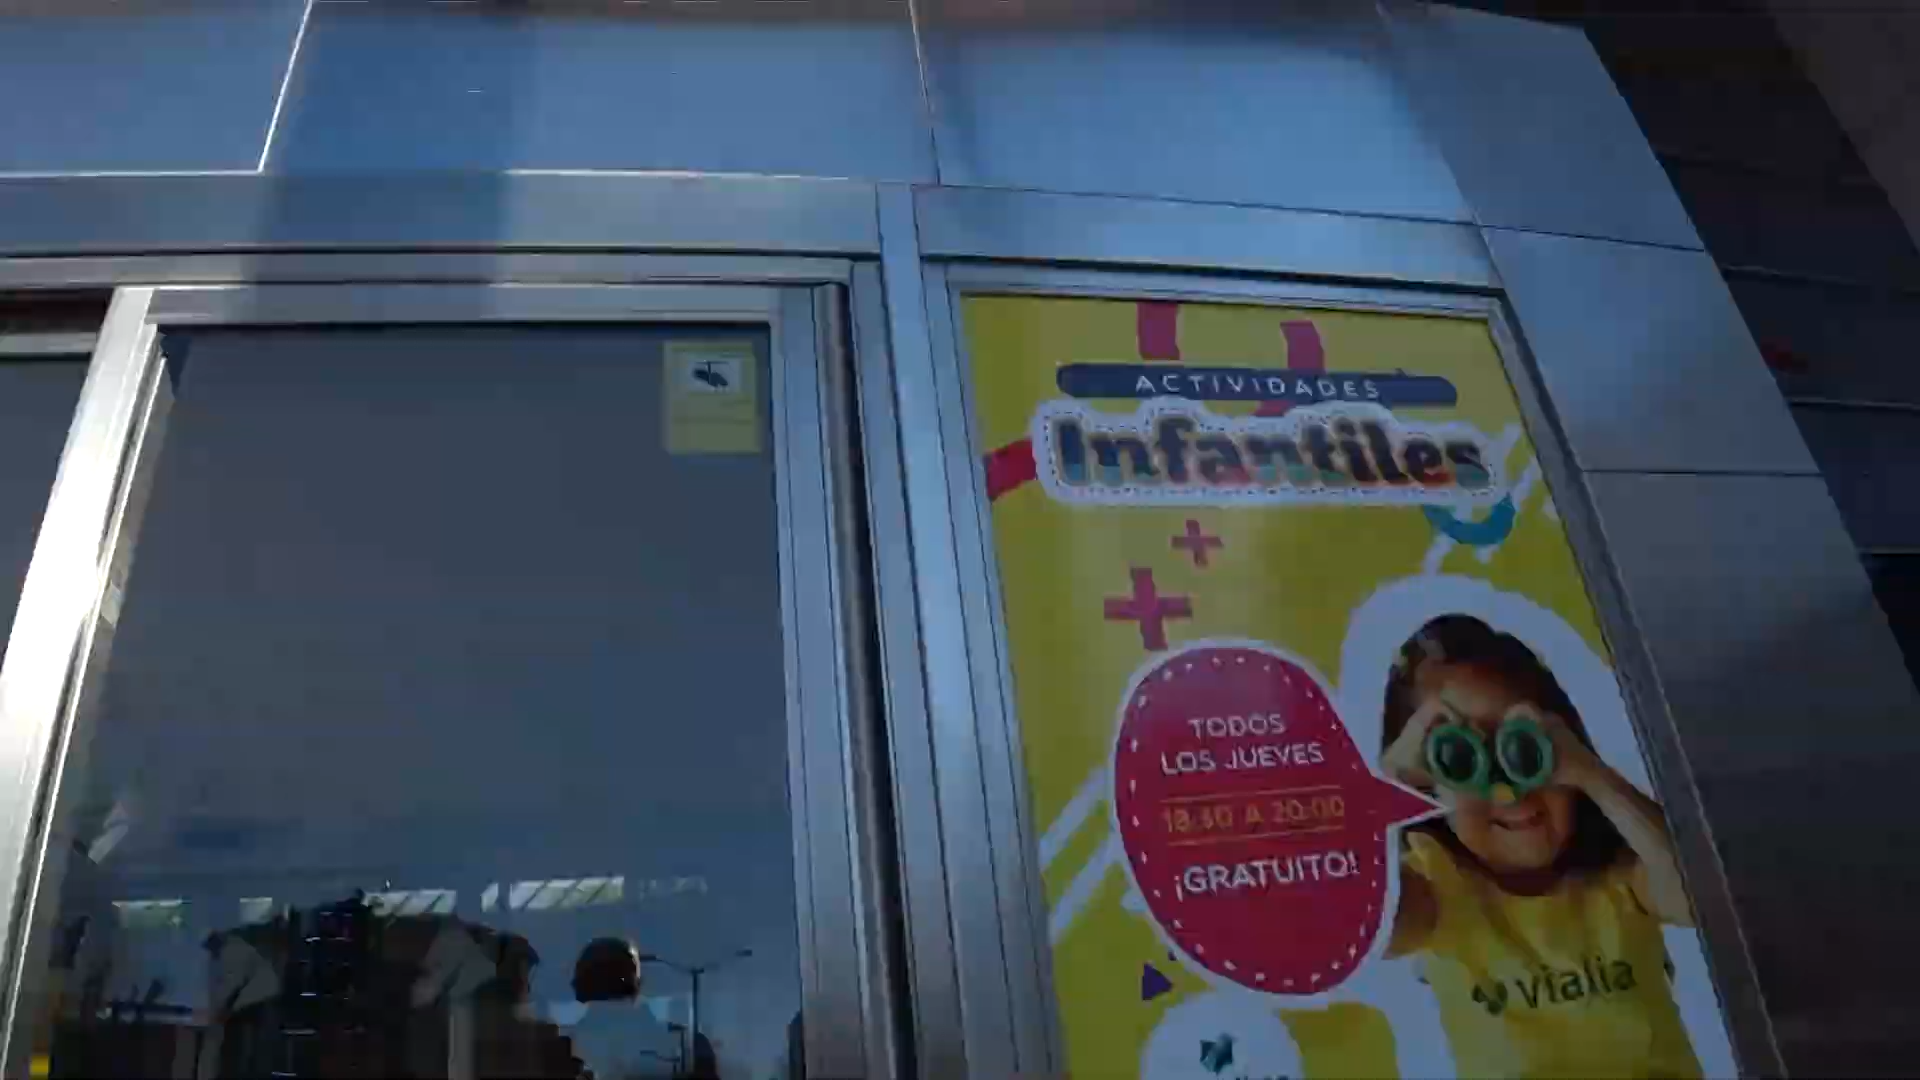 ACTIVIDADES
Infantiles
TODOS
LOS JUEVES
18:30 A 20:00
¡GRATUITO!
vialia